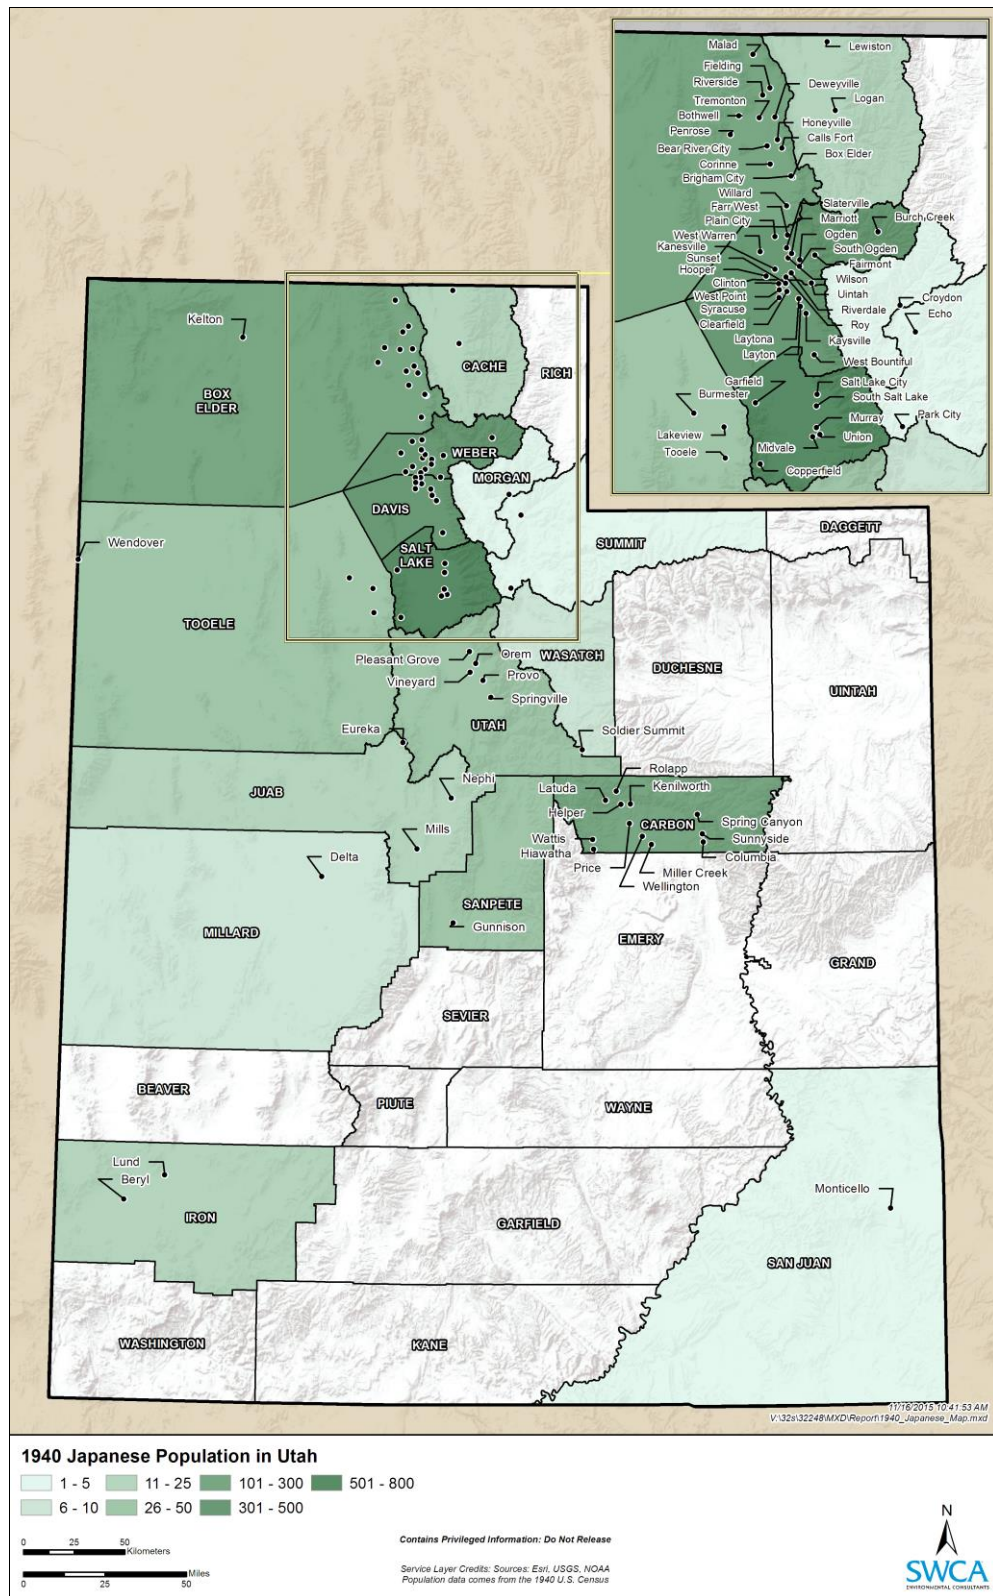 Malad
Lewiston
Fielding
Riverside
Deweyville
Tremonton
Logan
Bothwell
Honeyville
Penrose
Calls Fort
Bear River City
Box Elder
Corinne
Brigham City
Willard
Slaterville
Farr West
Marriott
Burch Creek
Plain City
Ogden
West Warren
South Ogden
Kanesville
Fairmont
Sunset
Hooper
Wilson
Clinton
Uintah
Croydon
West Point
Riverdale
Echo
Syracuse
Roy
Clearfield
Kaysville
Laytona
Layton
West Bountiful
Garfield
Salt Lake City
Burmester
South Salt Lake
Murray
Park City
Lakeview
Midvale
Union
Tooele
Copperfield
Kelton
CACHE
RICH
BOX
ELDER
WEBER
MORGAN
DAVIS
DAGGETT
Wendover
SUMMIT
SALT
LAKE
TOOELE
Pleasant Grove
Orem
WASATCH
Vineyard
Provo
DUCHESNE
Springville
UINTAH
Eureka
UTAH
Soldier Summit
Rolapp
Nephi
Latuda
Kenilworth
JUAB
Helper
Spring Canyon
CARBON
Mills
Wattis
Sunnyside
Hiawatha
Columbia
Delta
Price
Miller Creek
Wellington
SANPETE
Gunnison
MILLARD
EMERY
GRAND
SEVIER
BEAVER
PIUTE
WAYNE
Lund
Beryl
Monticello
IRON
GARFIELD
SAN JUAN
WASHINGTON
KANE
11/16/2015 10:41:53 AM
V:\32s\32248\MXD\Report\1940_Japanese_Map.mxd
1940 Japanese Population in Utah
1 - 5 11 - 25 101 - 300 501 - 800
6 - 10 26 - 50 301 - 500
0 25 50
Kilometers
Miles
0 25 50
Contains Privileged Information: Do Not Release
Service Layer Credits: Sources: Esri, USGS, NOAA
Population data comes from the 1940 U.S. Census
N
SWCA
ENVIRONMENTAL CONSULTANTS